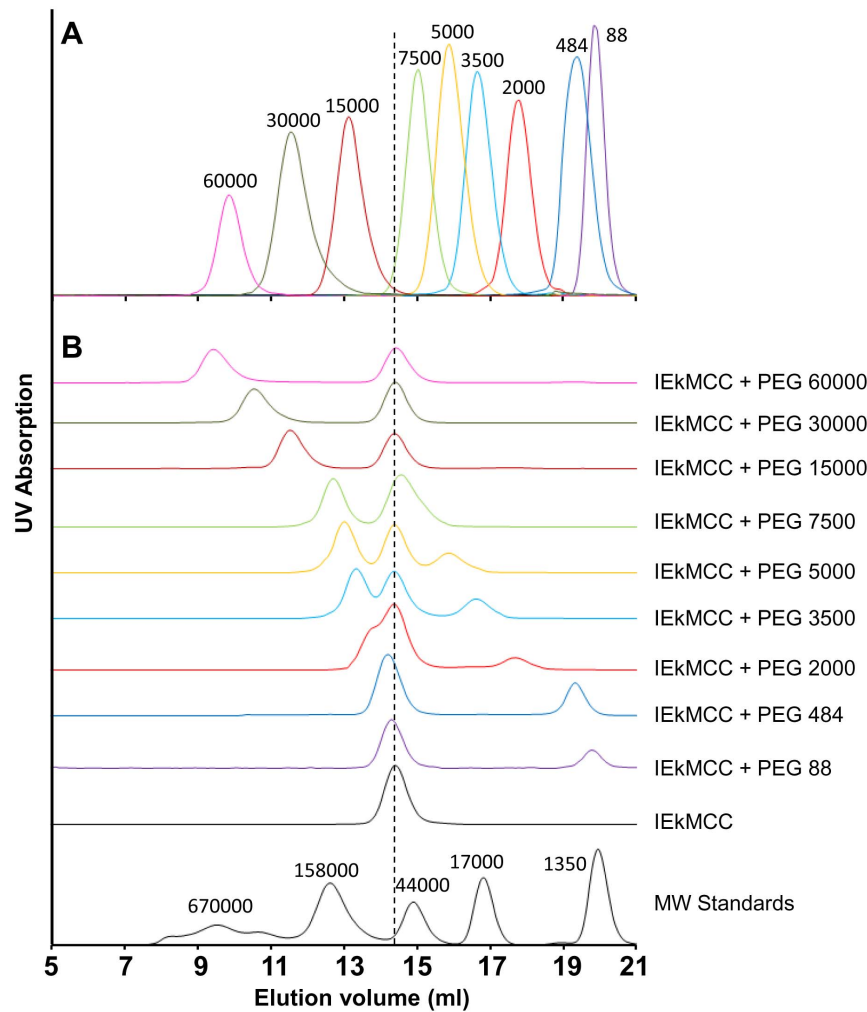 A
60000
30000
15000
7500
5000
3500
2000
484
88
B
UV Absorption
IEkMCC + PEG 60000
IEkMCC + PEG 30000
IEkMCC + PEG 15000
IEkMCC + PEG 7500
IEkMCC + PEG 5000
IEkMCC + PEG 3500
IEkMCC + PEG 2000
IEkMCC + PEG 484
IEkMCC + PEG 88
IEkMCC
670000
158000
44000
17000
1350
MW Standards
5 7 9 11 13 15 17 19 21
Elution volume (ml)